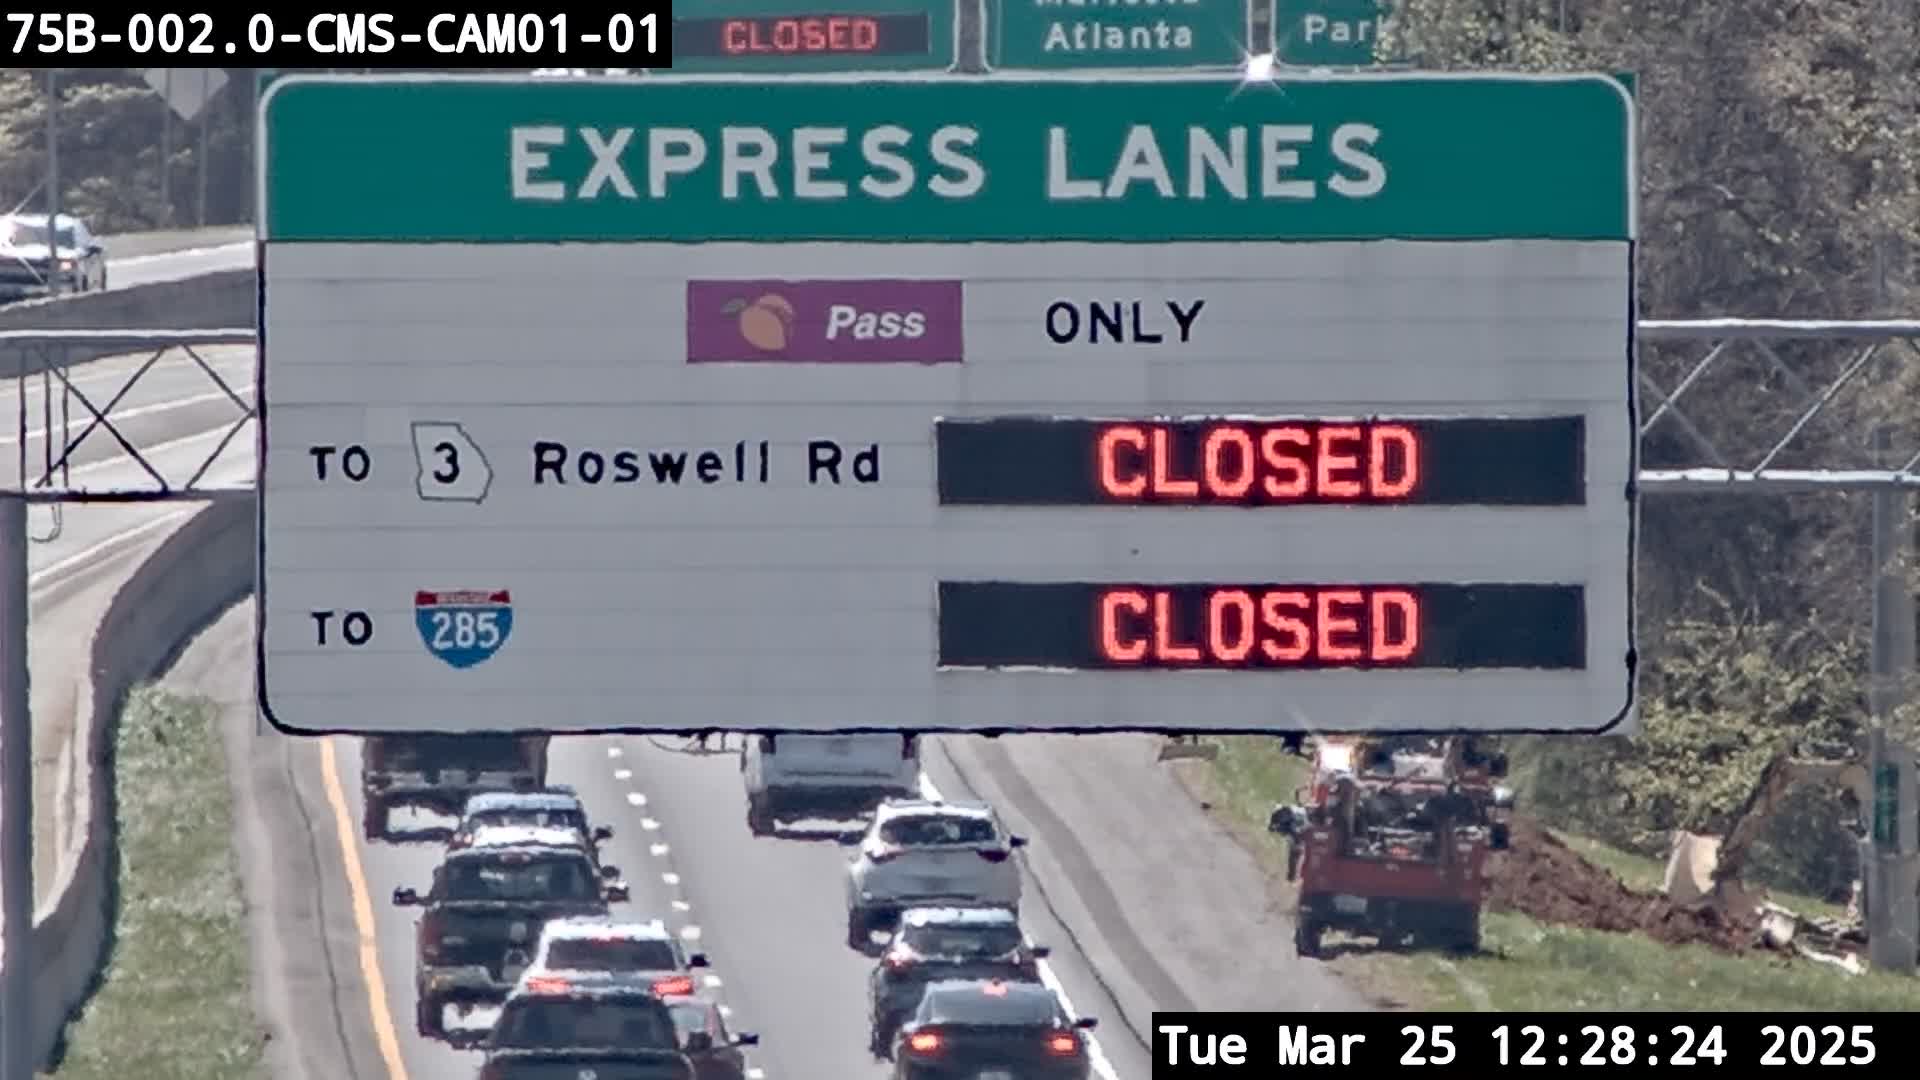 75B-002.0-CMS-CAM01-01
CLOSED
Atlanta
EXPRESS LANES
Pass ONLY
TO 3 Roswell Rd CLOSED
TO 285 CLOSED
Tue Mar 25 12:28:24 2025